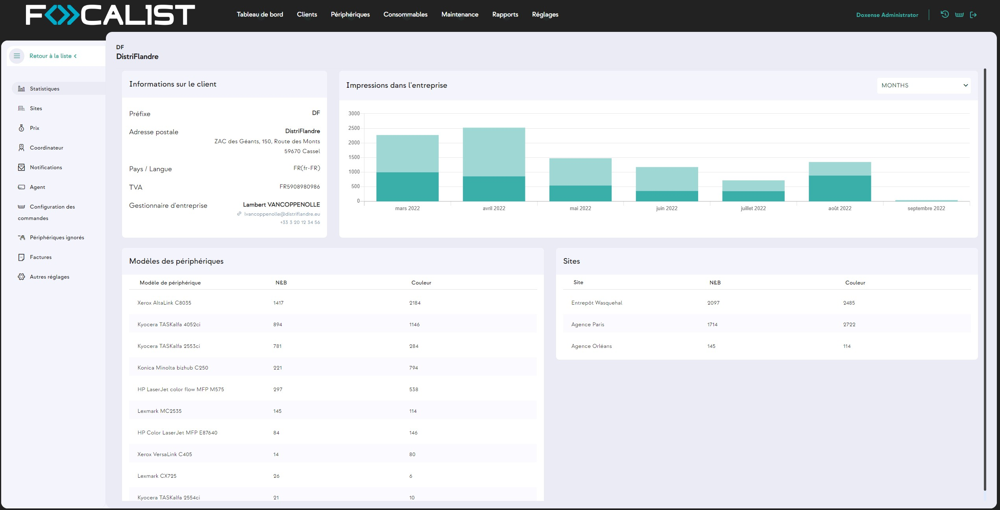 FOCAL1ST
Tableau de bord Clients Périphériques Consommables Maintenance Rapports Réglages
Doxense Administrator
Retour à la liste <
Statistiques
Sites
Prix
Coordinateur
Notifications
Agent
Configuration des
commandes
Périphériques ignorés
Factures
Autres réglages
DF
DistriFlandre
Informations sur le client
Préfixe DF
Adresse postale DistriFlandre
ZAC des Géants, 150, Route des Monts
59670 Cassel
Pays / Langue FR(fr-FR)
TVA FR5908980986
Gestionnaire d'entreprise Lambert VANCOPPENOLLE
lvancoppenolle@distriflandre.eu
+33 3 20 12 34 56
Impressions dans l'entreprise
MONTHS
3000
2500
2000
1500
1000
500
0
mars 2022 avril 2022 mai 2022 juin 2022 juillet 2022 août 2022 septembre 2022
Modèles des périphériques
Modèle de périphérique N&B Couleur
Xerox AltaLink C8035 1417 2184
Kyocera TASKalfa 4052ci 894 1146
Kyocera TASKalfa 2553ci 781 284
Konica Minolta bizhub C250 221 794
HP LaserJet color flow MFP M575 297 538
Lexmark MC2535 145 114
HP Color LaserJet MFP E87640 84 146
Xerox VersaLink C405 14 80
Lexmark CX725 26 6
Kyocera TASKalfa 2554ci 21 10
Sites
Site N&B Couleur
Entrepôt Wasquehal 2097 2485
Agence Paris 1714 2722
Agence Orléans 145 114